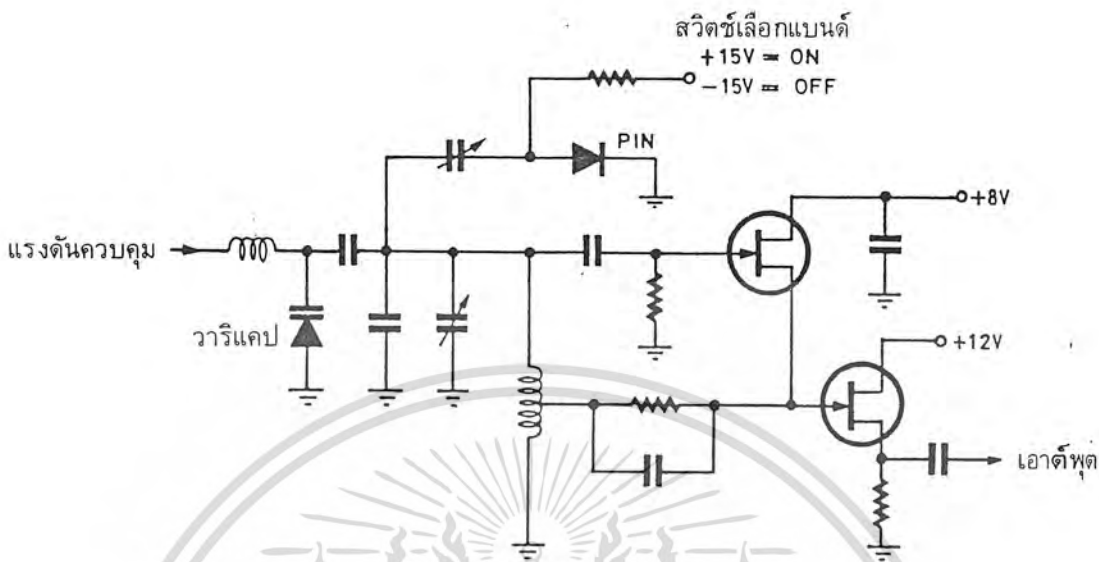 สวิตช์เลือกแบนด์
+15V = ON
-15V = OFF
PIN
+8V
แรงดันควบคุม
วาริแคป
+12V
เอาต์พุต